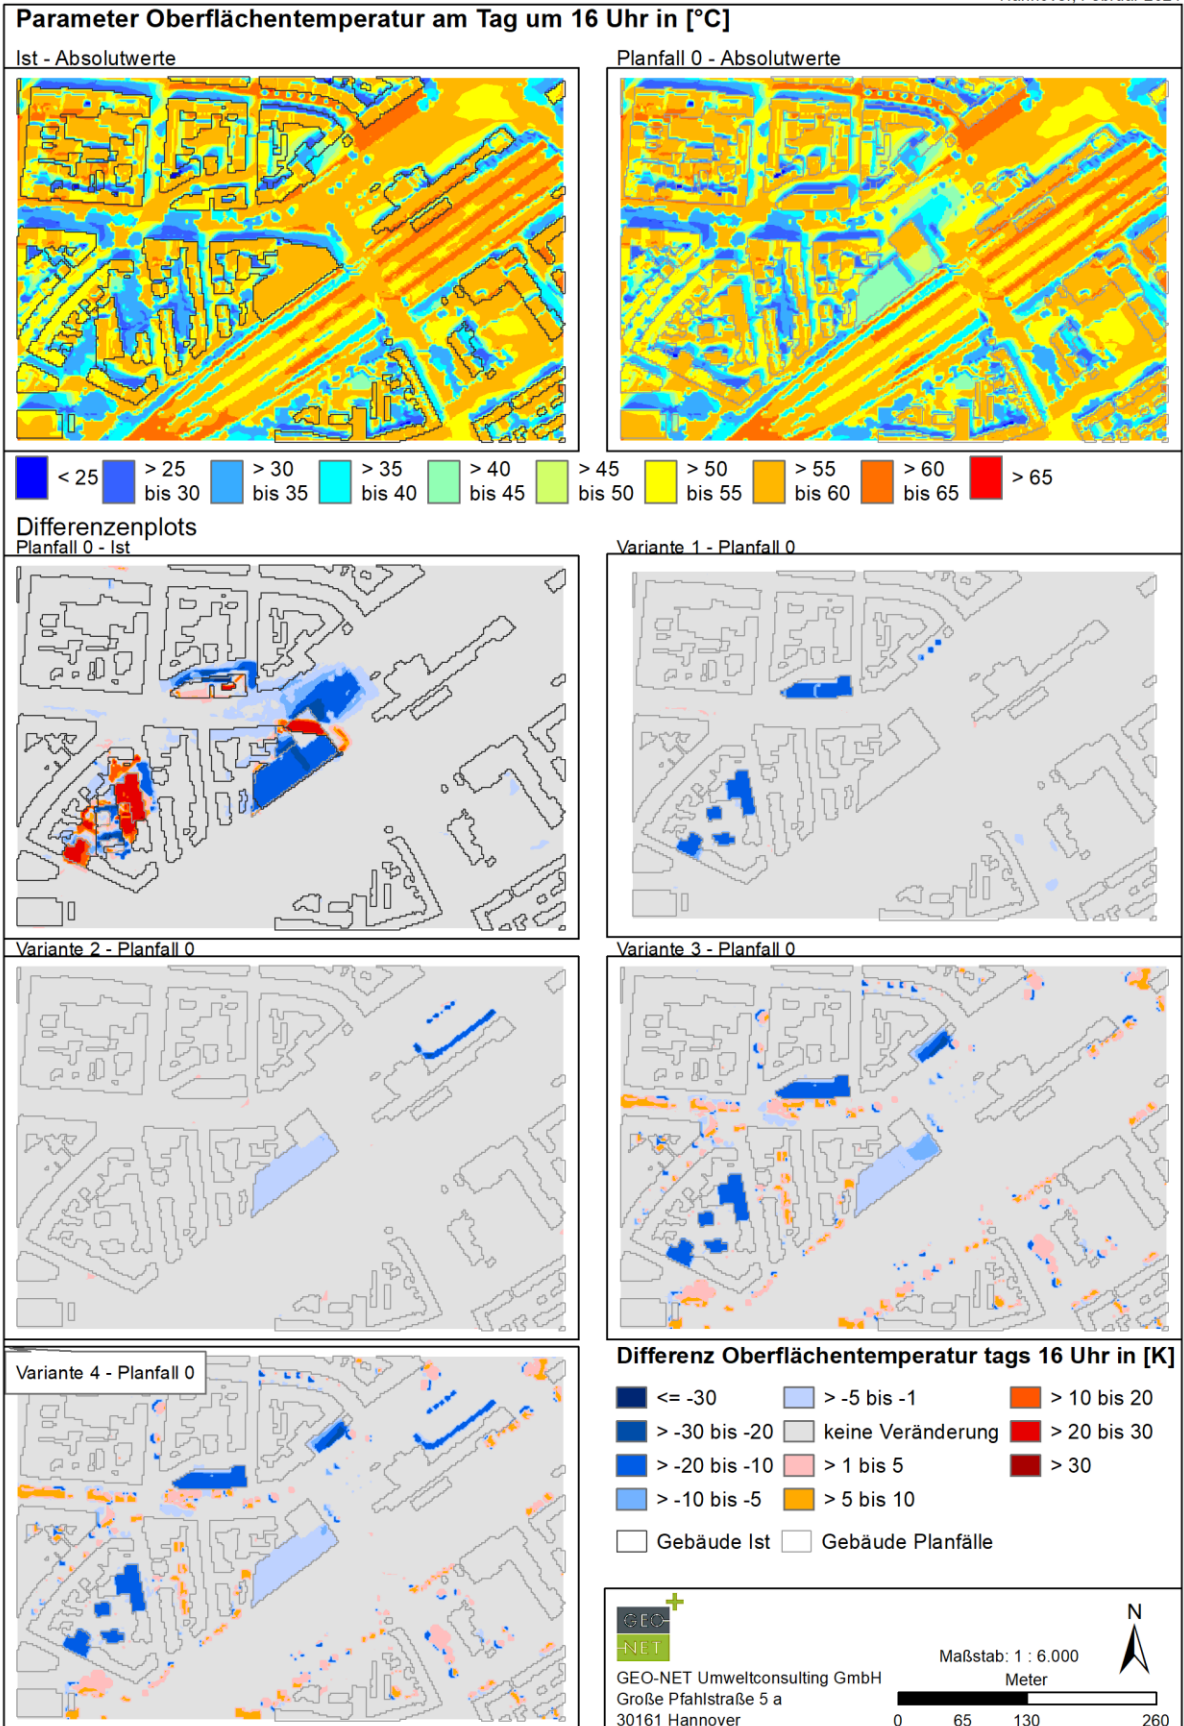 Hannover, Februar 2024
Parameter Oberflächentemperatur am Tag um 16 Uhr in [°C]
Ist - Absolutwerte
Planfall 0 - Absolutwerte
< 25
> 25 bis 30
> 30 bis 35
> 35 bis 40
> 40 bis 45
> 45 bis 50
> 50 bis 55
> 55 bis 60
> 60 bis 65
> 65
Differenzenplots
Planfall 0 - Ist
Variante 1 - Planfall 0
Variante 2 - Planfall 0
Variante 3 - Planfall 0
Variante 4 - Planfall 0
Differenz Oberflächentemperatur tags 16 Uhr in [K]
<= -30
> -5 bis -1
> 10 bis 20
> -30 bis -20
keine Veränderung
> 20 bis 30
> -20 bis -10
> 1 bis 5
> 30
> -10 bis -5
> 5 bis 10
Gebäude Ist
Gebäude Planfälle
GEO-
NET
GEO-NET Umweltconsulting GmbH
Große Pfahlstraße 5 a
30161 Hannover
Maßstab: 1 : 6.000
Meter
0 65 130 260
N